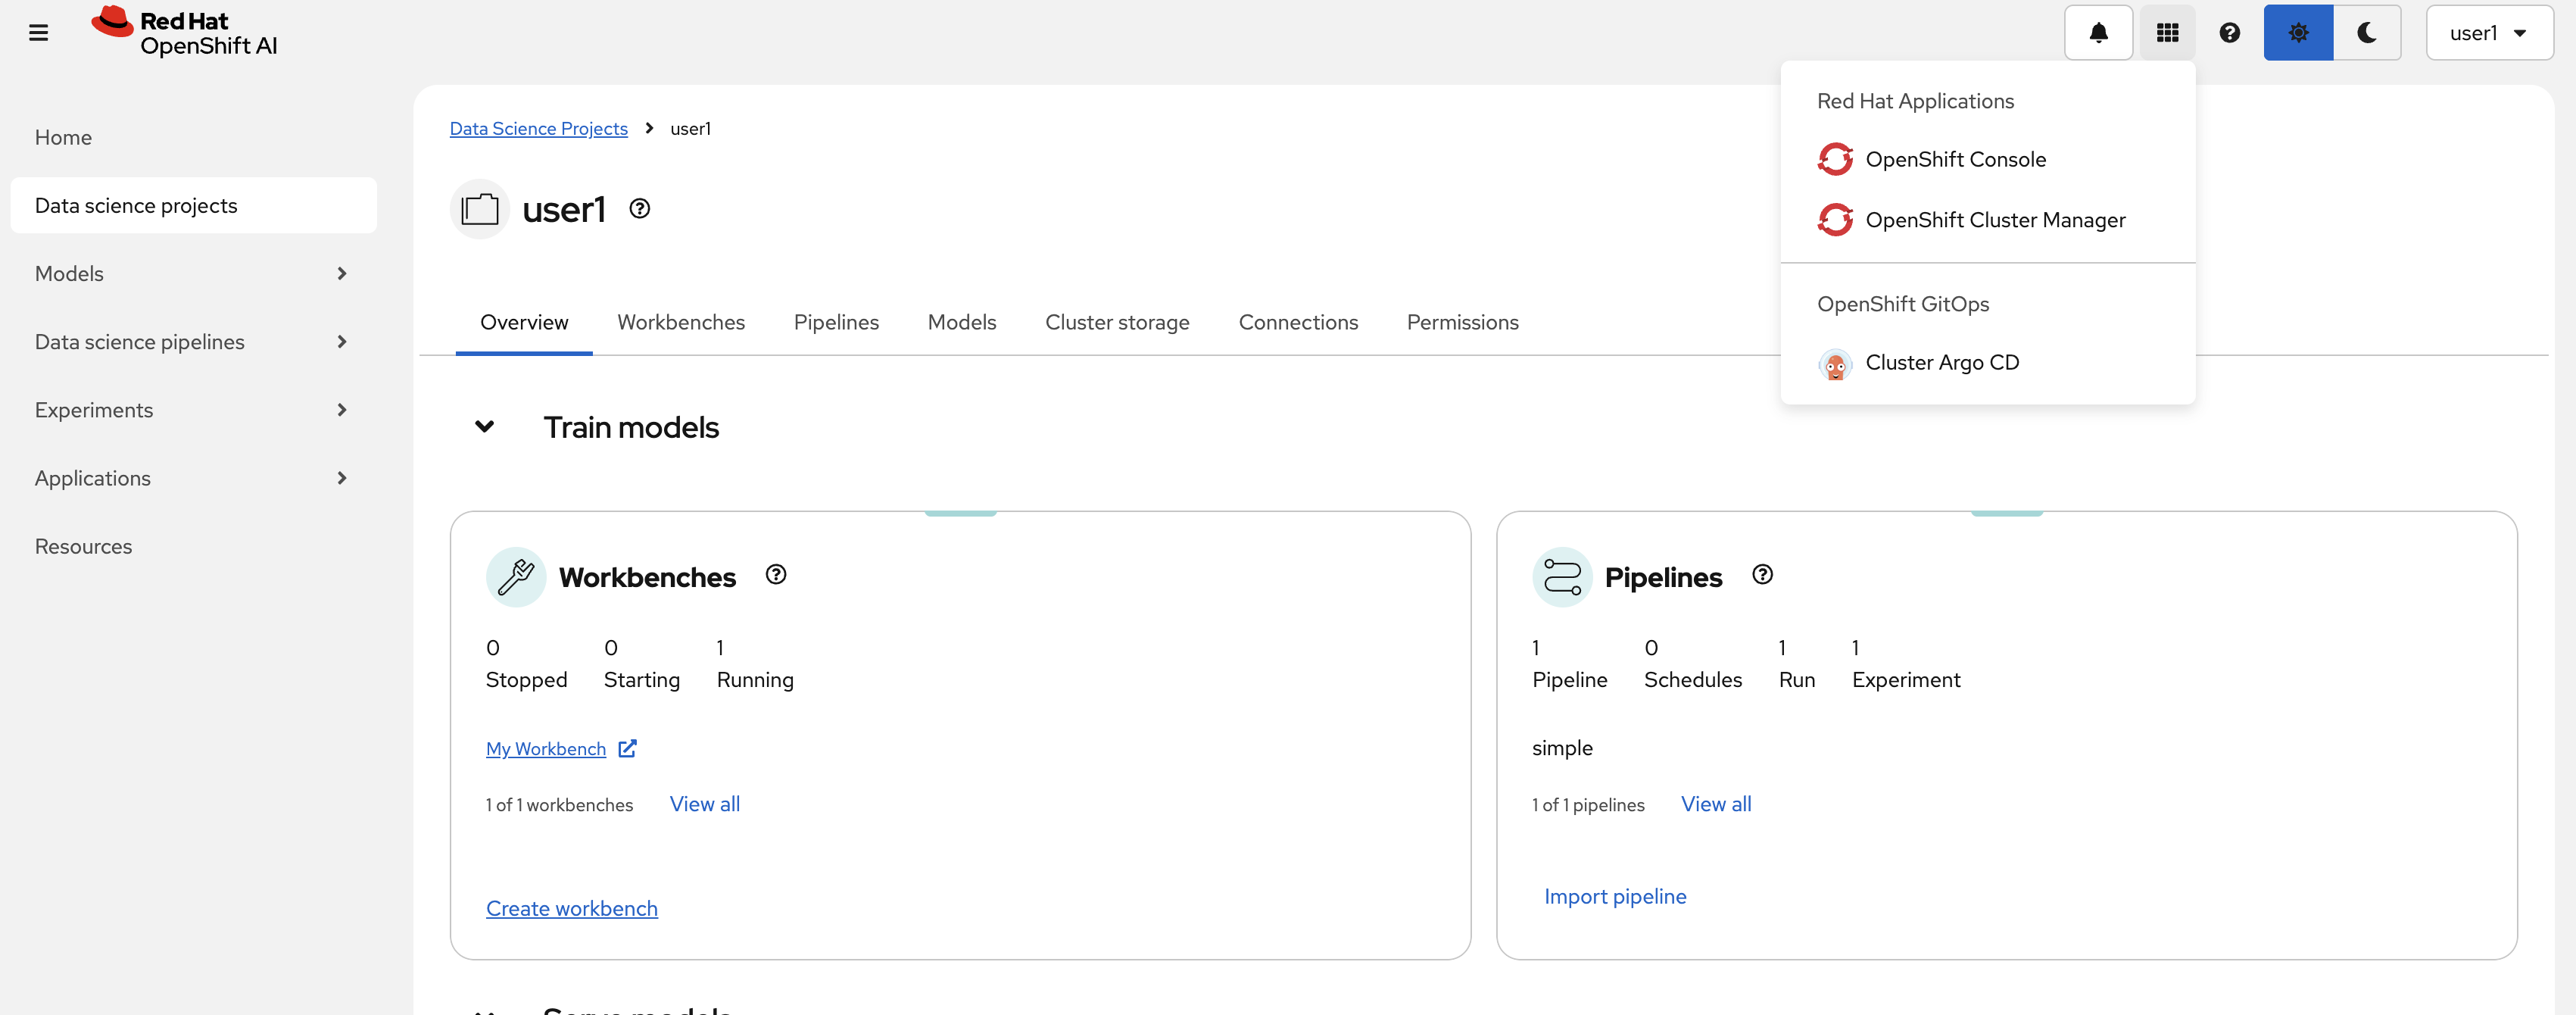 Red Hat
OpenShift AI
user1
Home
Data science projects
Models
Data science pipelines
Experiments
Applications
Resources
Data Science Projects > user1
user1
Overview Workbenches Pipelines Models Cluster storage Connections Permissions
Red Hat Applications
OpenShift Console
OpenShift Cluster Manager
OpenShift GitOps
Cluster Argo CD
Train models
Workbenches
0 0 1
Stopped Starting Running
My Workbench
1 of 1 workbenches View all
Create workbench
Pipelines
1 0 1 1
Pipeline Schedules Run Experiment
simple
1 of 1 pipelines View all
Import pipeline
Serve models